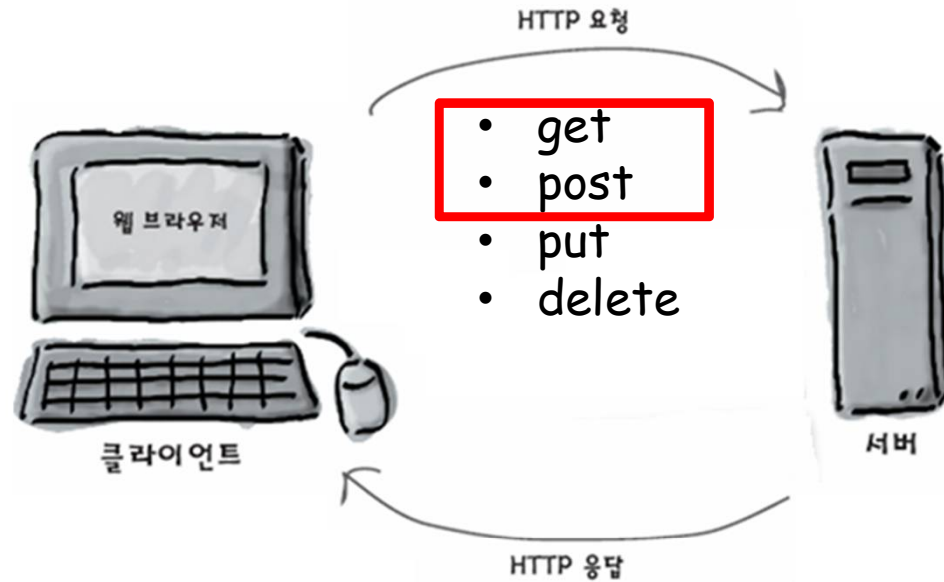 HTTP 요청
• get
• post
• put
• delete
웹 브라우저
클라이언트
서버
HTTP 응답